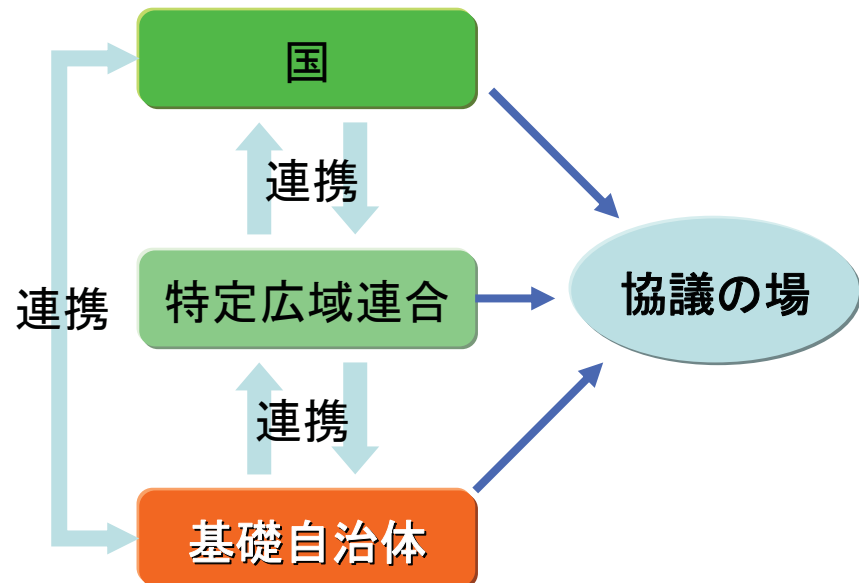 国
連携
特定広域連合
協議の場
連携
連携
基礎自治体